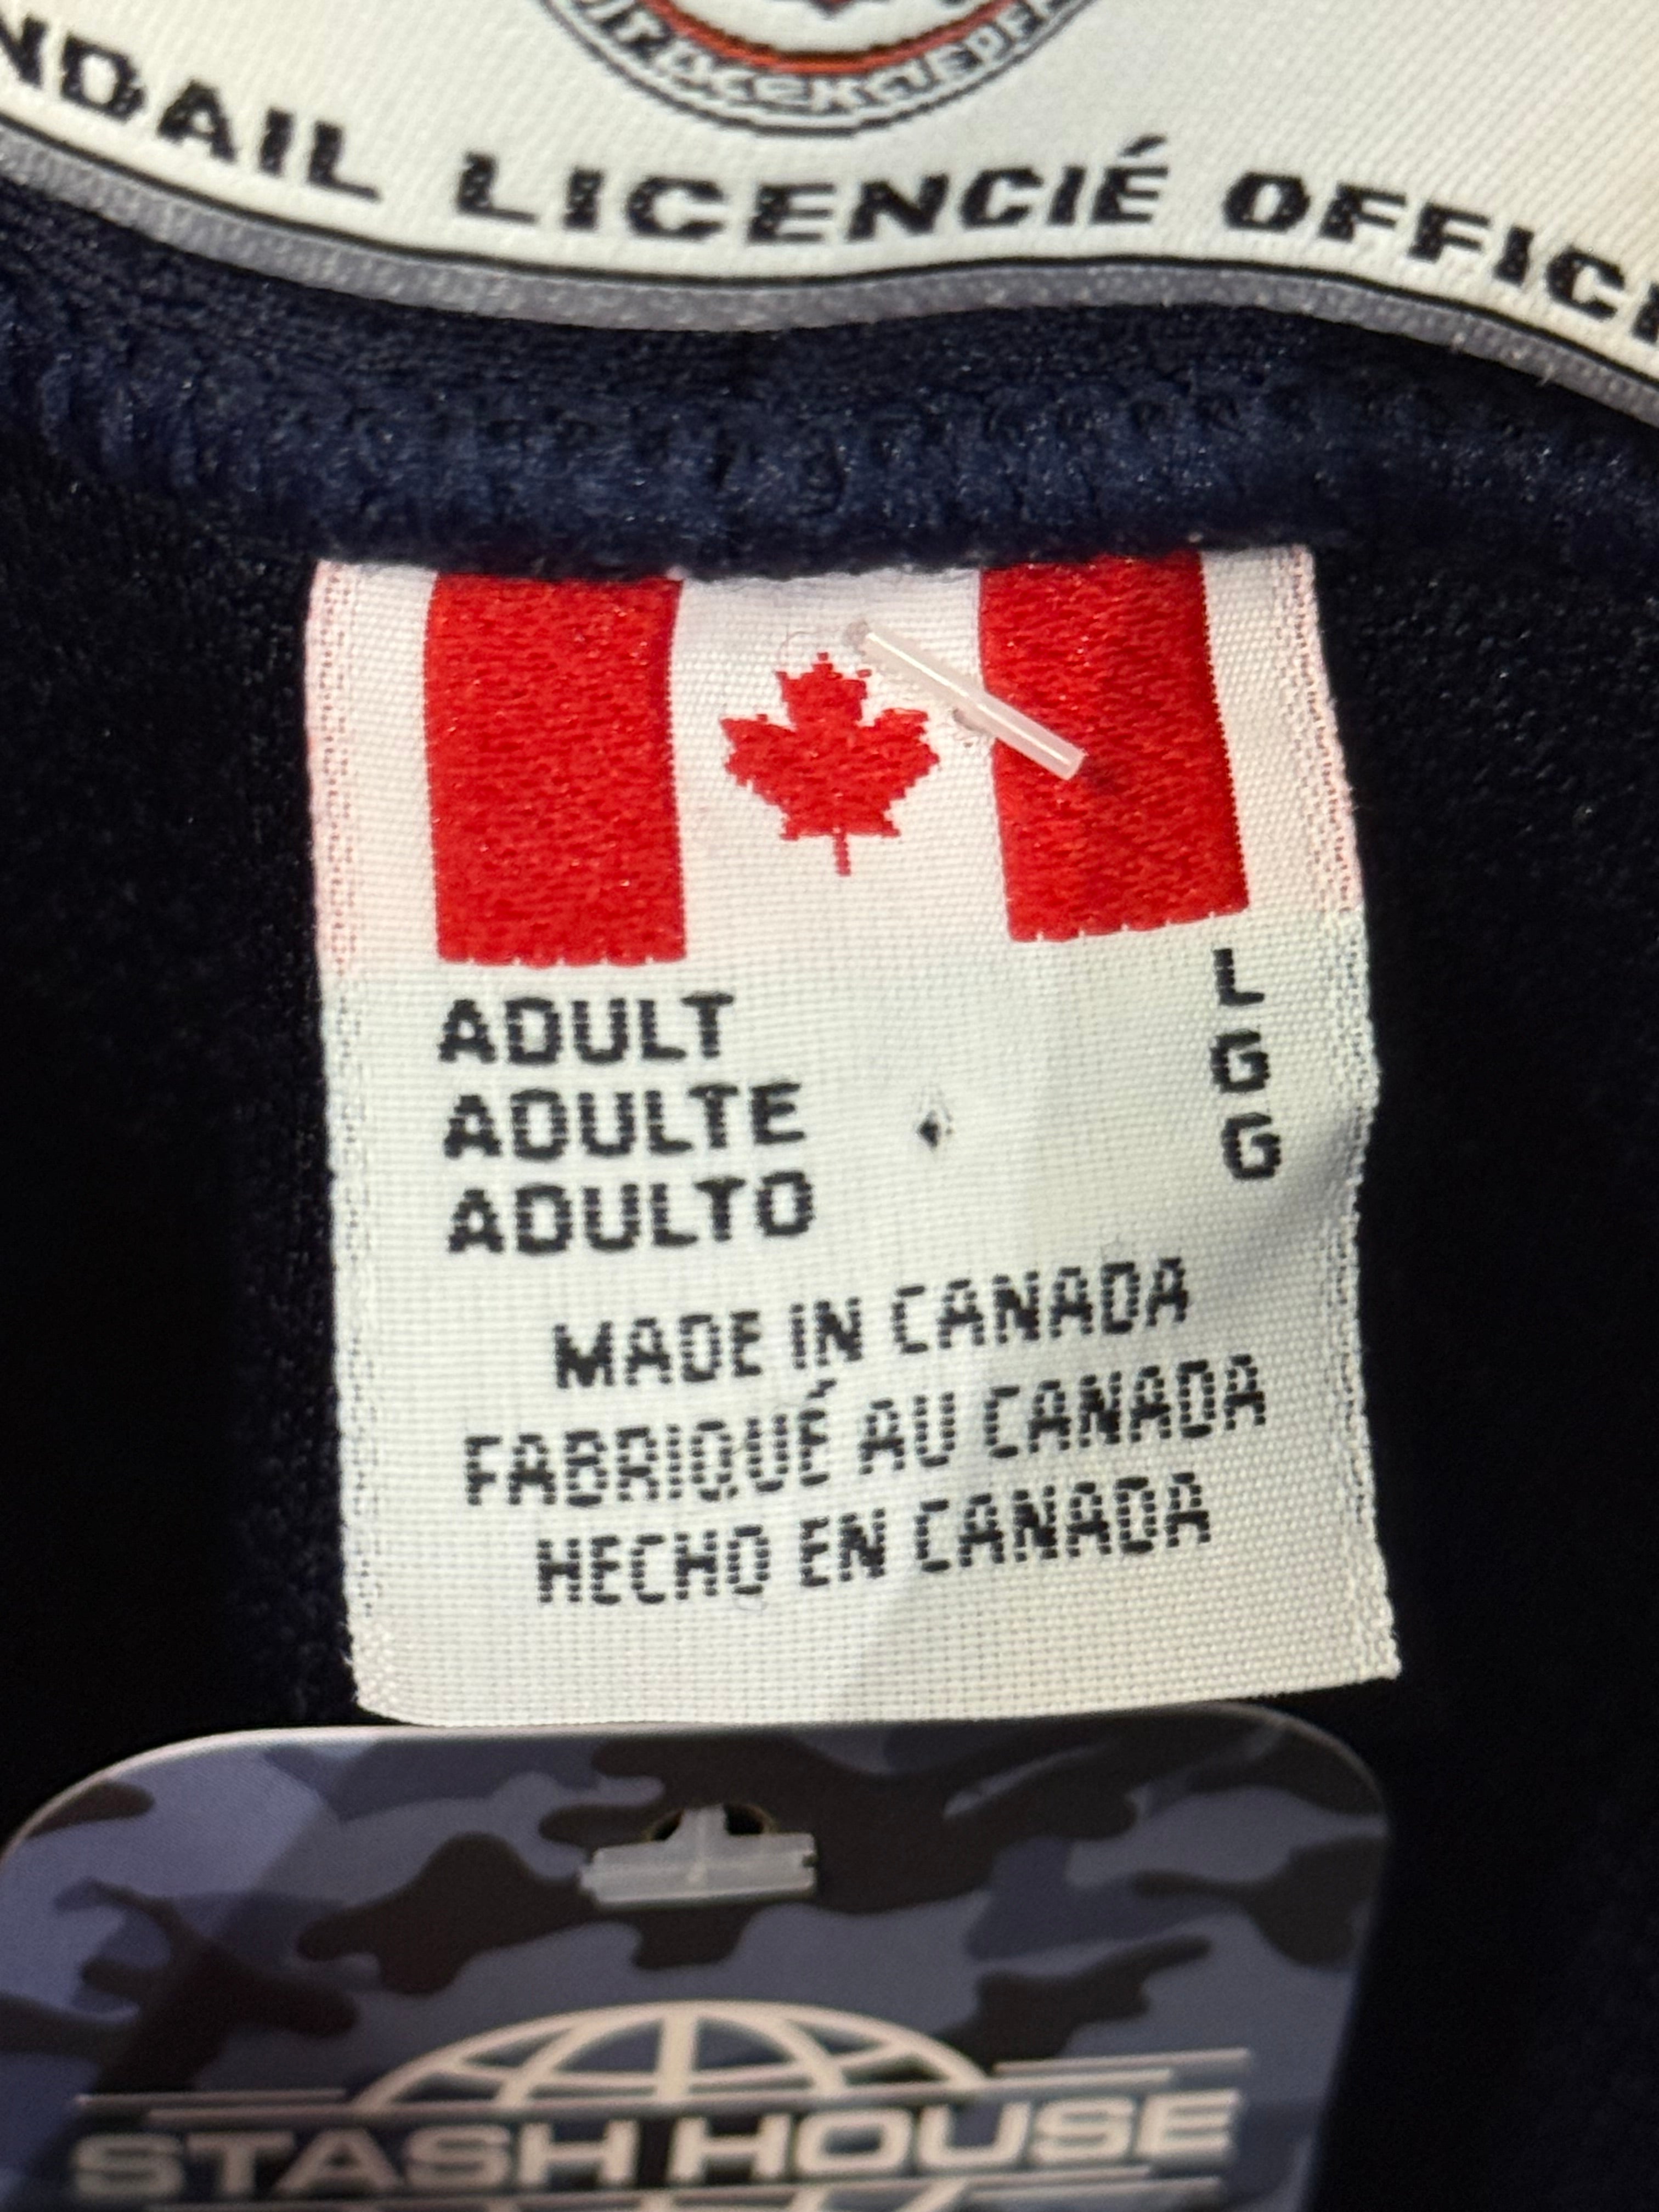 LICENCIÉ
ADULT L
ADULTE G
ADULTO G
MADE IN CANADA
FABRIQUÉ AU CANADA
HECHO EN CANADA
STASH HOUSE